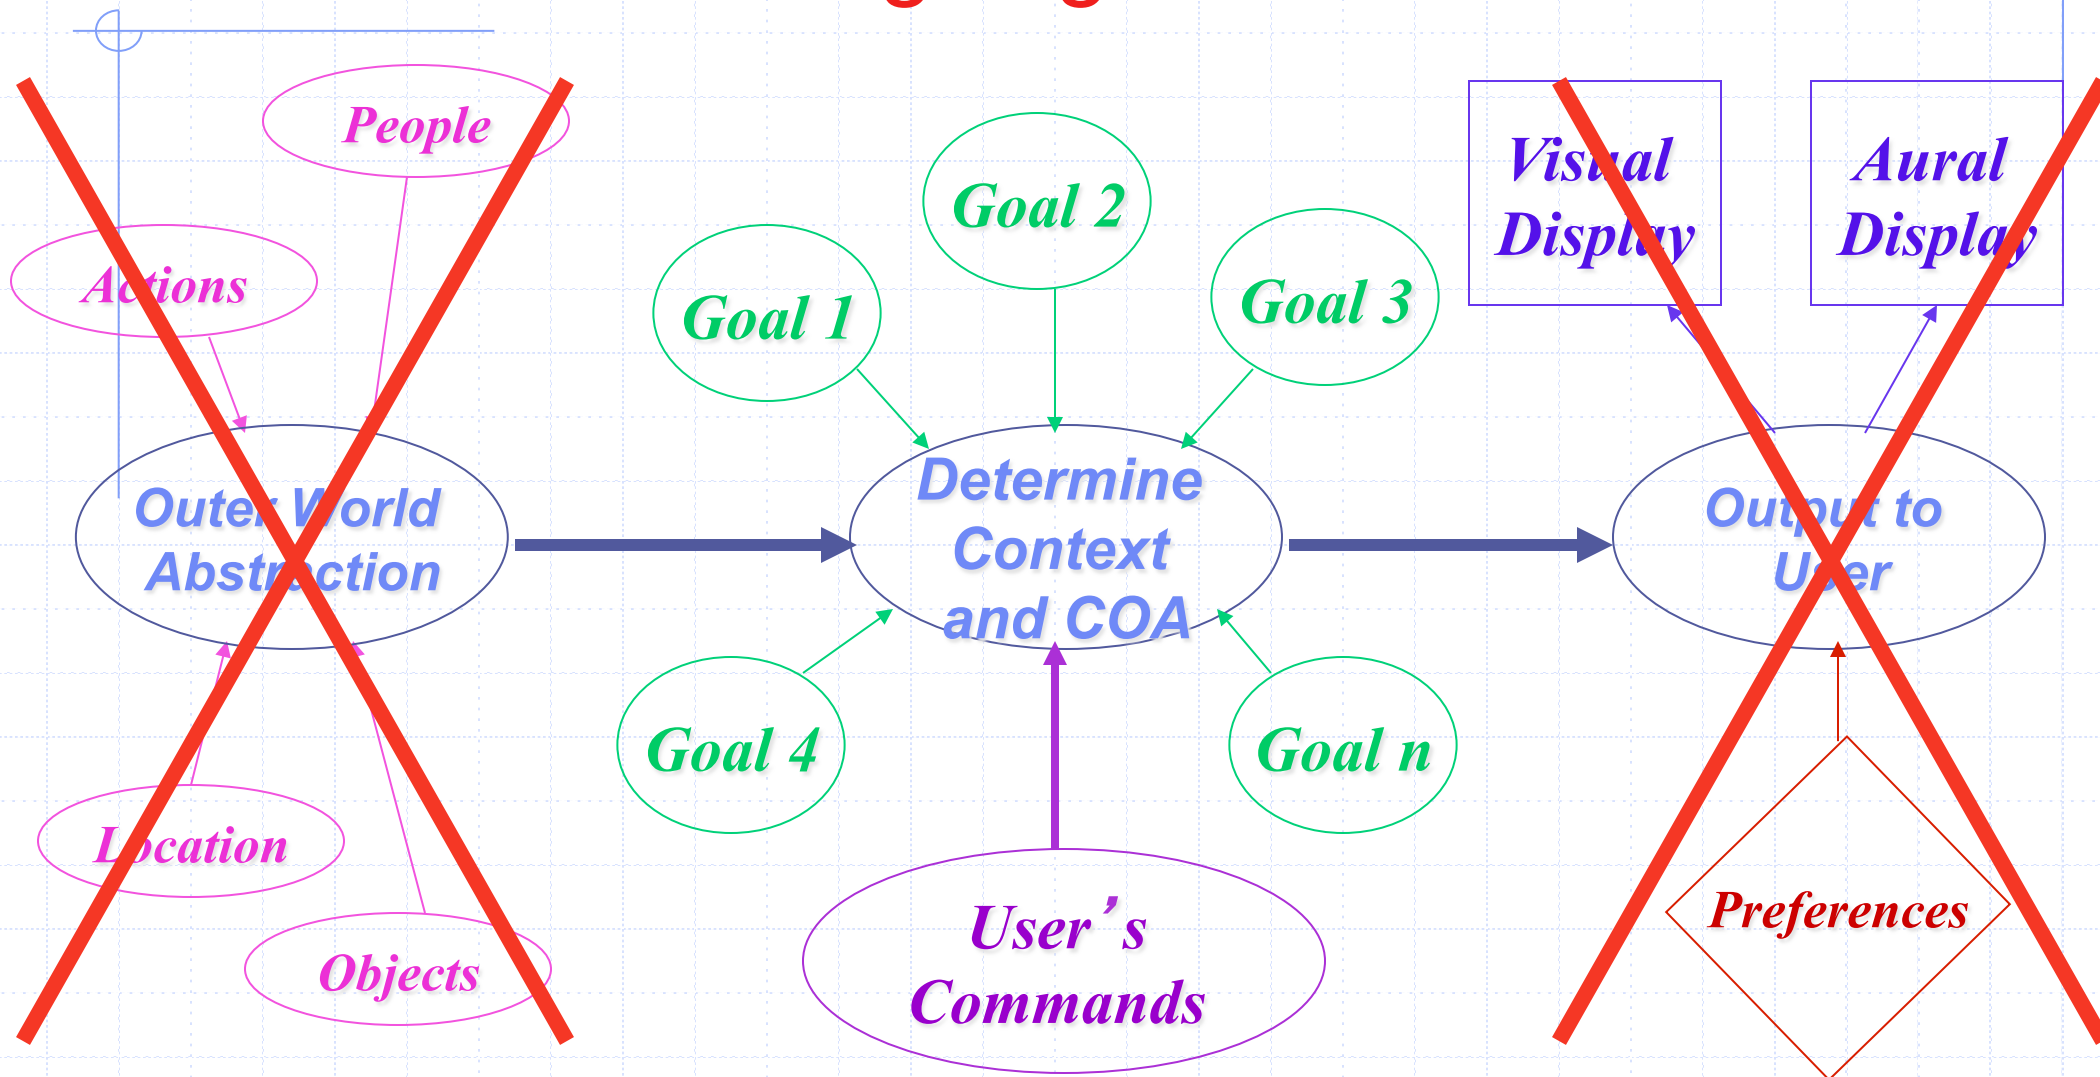 People
Actions
Outer World
Abstraction
Location
Objects
Goal 1
Goal 2
Goal 3
Determine
Context
and COA
Goal 4
Goal n
User’s
Commands
Visual
Display
Aural
Display
Output to
User
Preferences